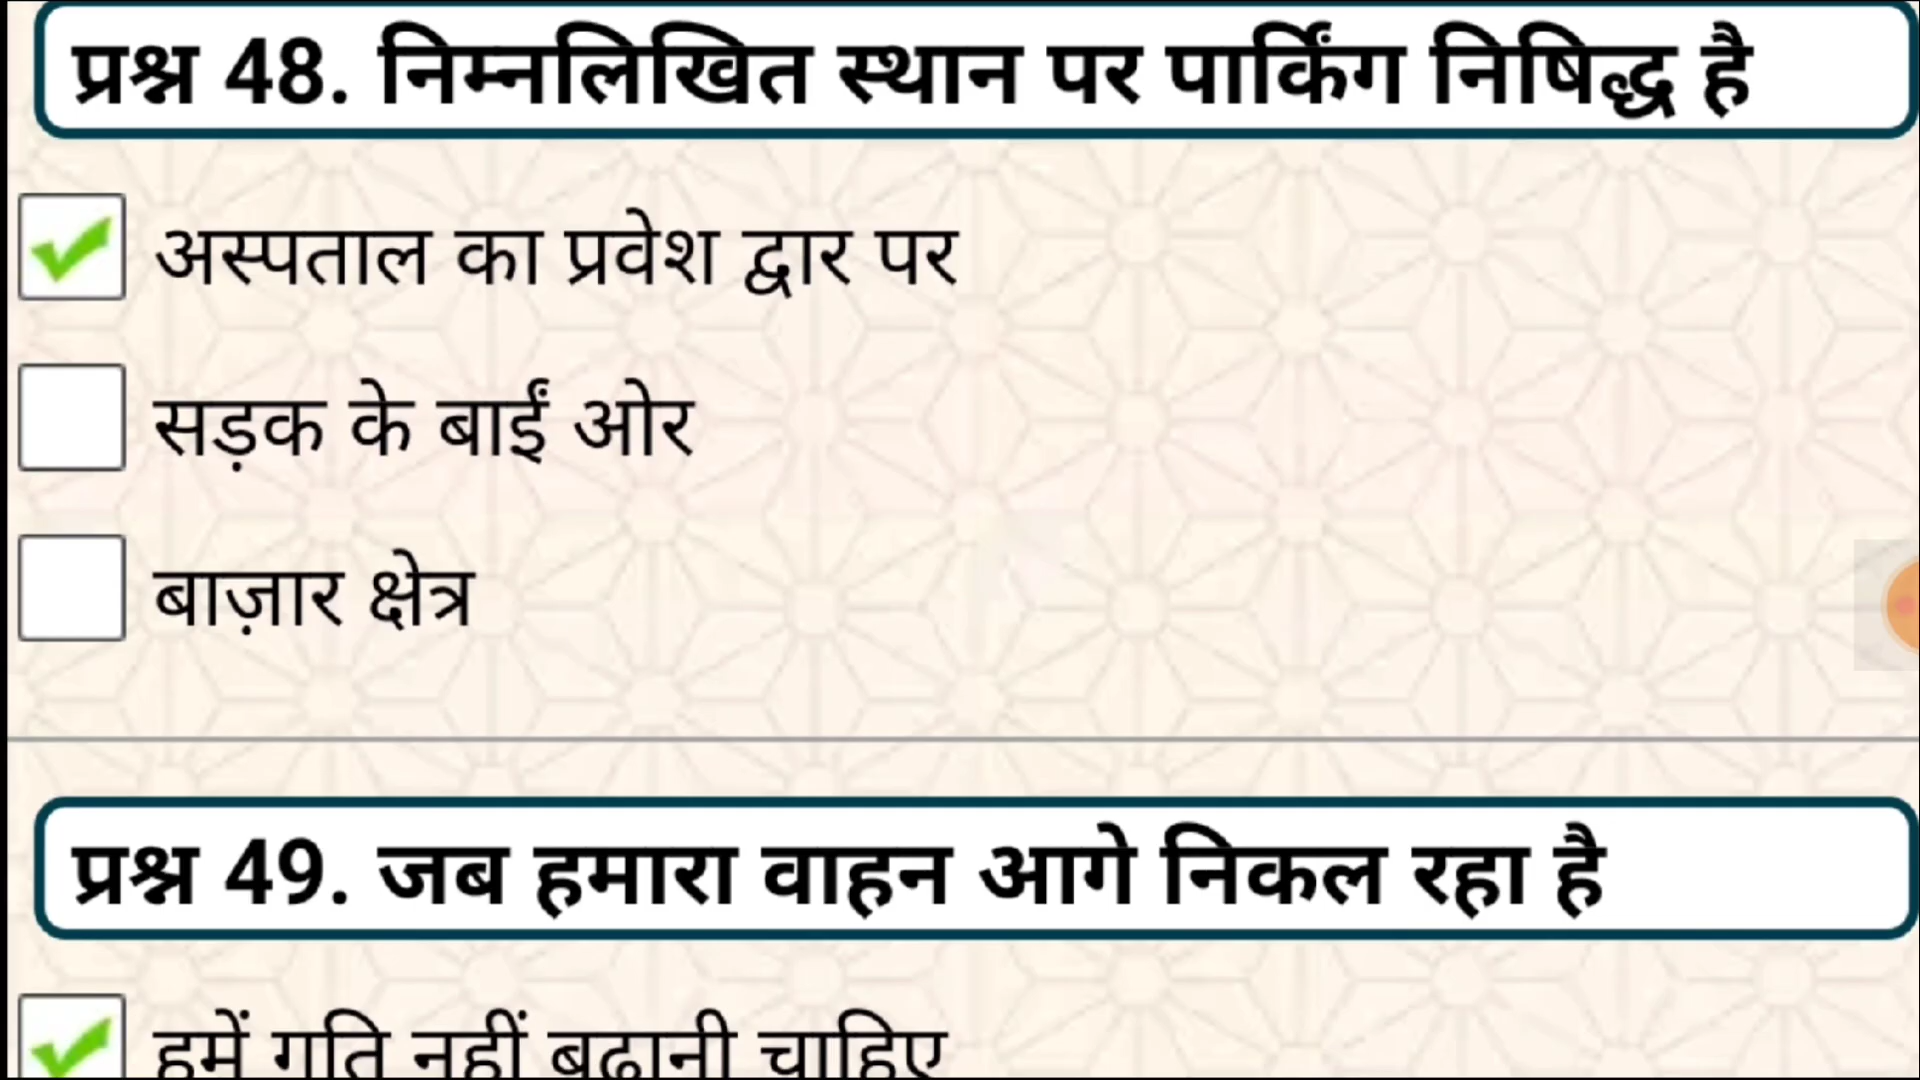 प्रश्न 48. निम्नलिखित स्थान पर पार्किंग निषिद्ध है
अस्पताल का प्रवेश द्वार पर
सड़क के बाईं ओर
बाज़ार क्षेत्र
प्रश्न 49. जब हमारा वाहन आगे निकल रहा है
हमें गति नहीं बढ़ानी चाहिए